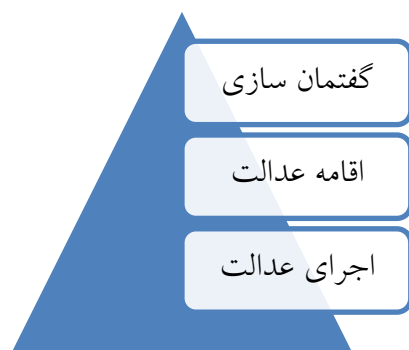 گفتمان سازی
اقامه عدالت
اجرای عدالت